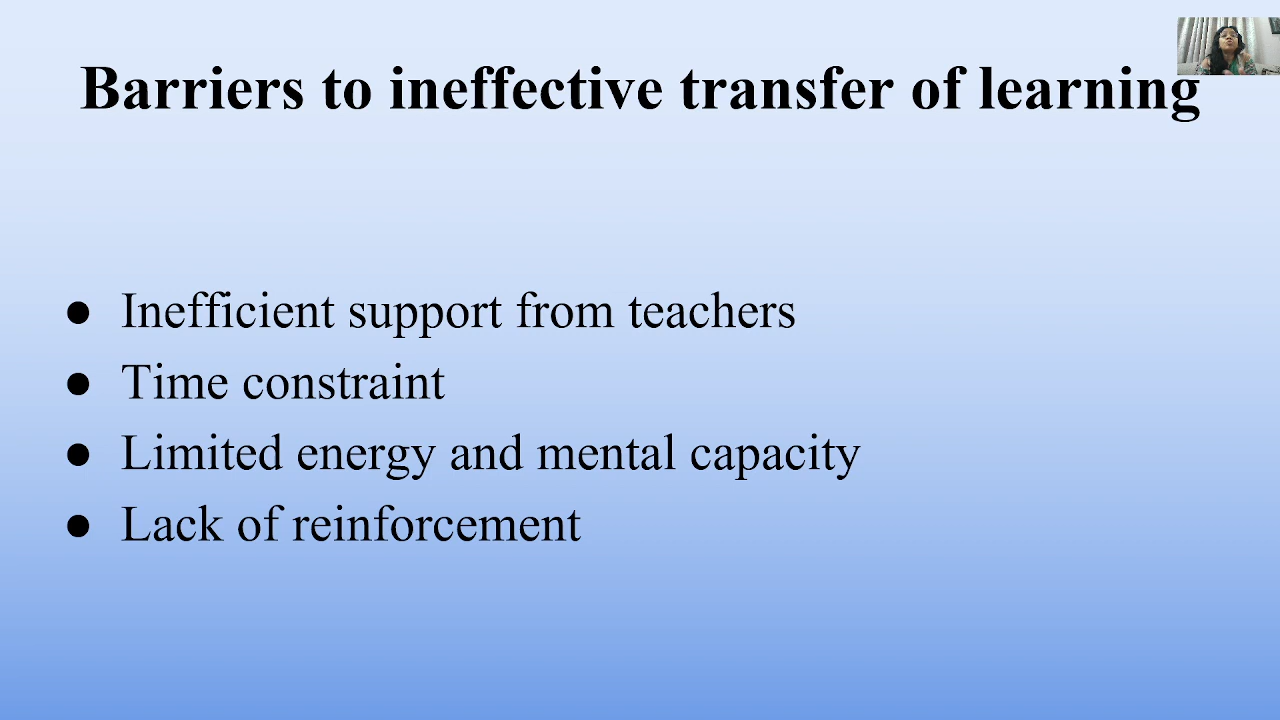 Barriers to ineffective transfer of learning
● Inefficient support from teachers
● Time constraint
● Limited energy and mental capacity
● Lack of reinforcement